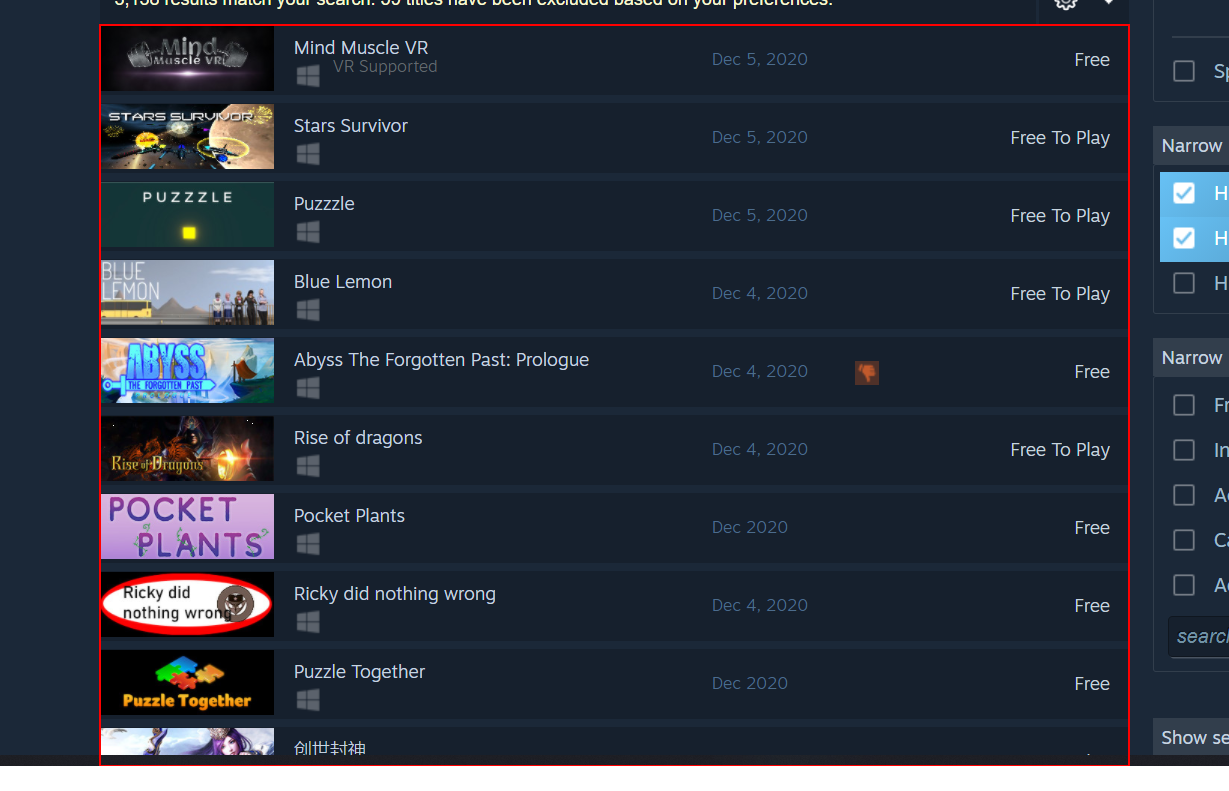 5,138 results match your search. 55 titles have been excluded based on your preferences.
Mind
Muscle VR
Mind Muscle VR
VR Supported
Dec 5, 2020
Free
STARS SURVIVOR
Stars Survivor
Dec 5, 2020
Free To Play
PUZZZLE
Puzzzle
Dec 5, 2020
Free To Play
BLUE
LEMON
Blue Lemon
Dec 4, 2020
Free To Play
ABYSS
THE FORGOTTEN PAST
Abyss The Forgotten Past: Prologue
Dec 4, 2020
Free
Rise of Dragons
Rise of dragons
Dec 4, 2020
Free To Play
POCKET
PLANTS
Pocket Plants
Dec 2020
Free
Ricky did
nothing wrong
Ricky did nothing wrong
Dec 4, 2020
Free
Puzzle Together
Puzzle Together
Dec 2020
Free
创世封神
Sp
Narrow
H
H
H
Narrow
Fr
In
Ac
Ca
Ac
search
Show se